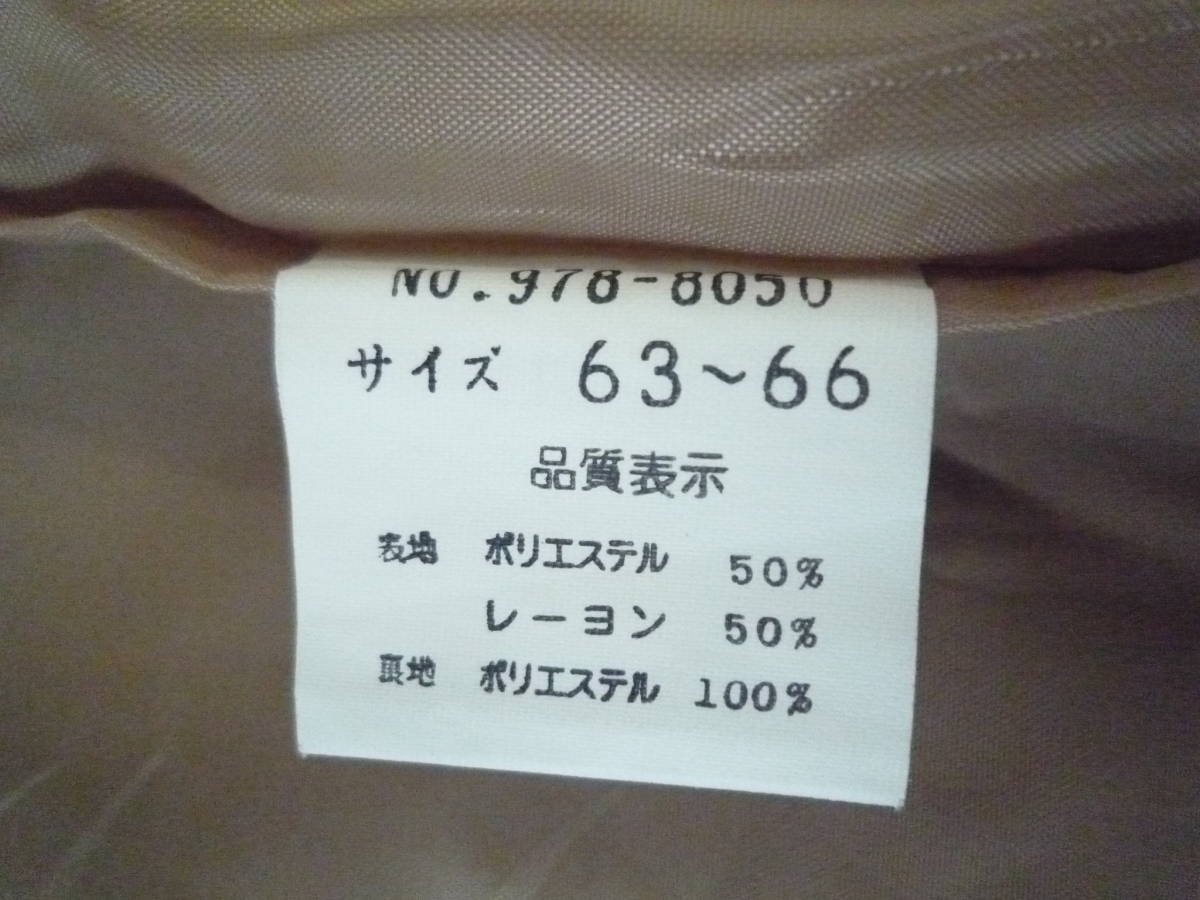 No.978-8050
サイズ 63~66
品質表示
表地 ポリエステル 50%
レーヨン 50%
裏地 ポリエステル 100%